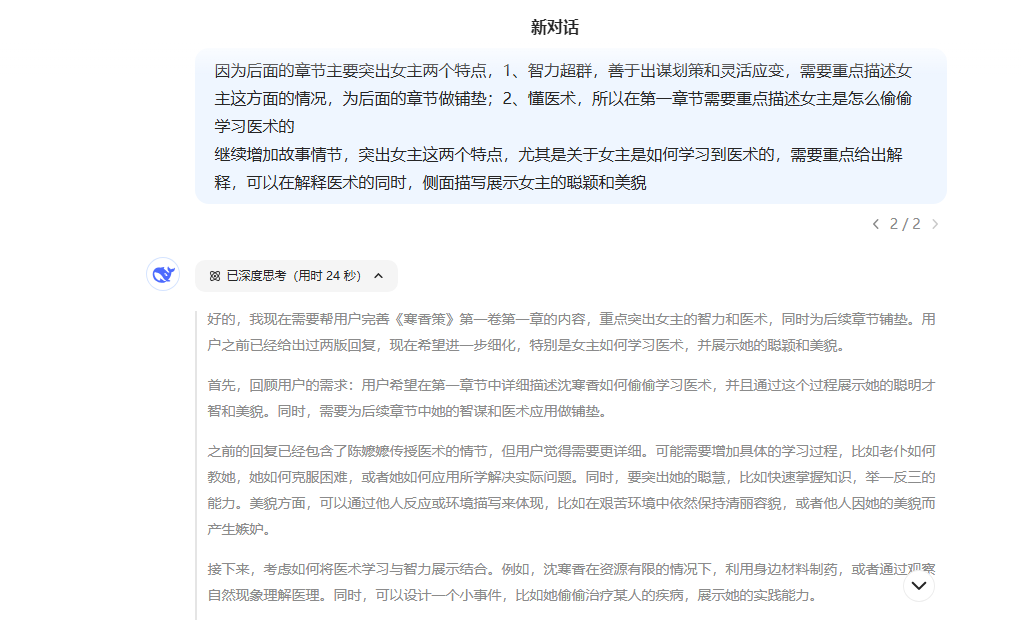 新对话
因为后面的章节主要突出女主两个特点，1、智力超群，善于出谋划策和灵活应变，需要重点描述女
主这方面的情况，为后面的章节做铺垫；2、懂医术，所以在第一章节需要重点描述女主是怎么偷偷
学习医术的
继续增加故事情节，突出女主这两个特点，尤其是关于女主是如何学习到医术的，需要重点给出解
释，可以在解释医术的同时，侧面描写展示女主的聪颖和美貌
2 / 2
已深度思考（用时 24 秒）
好的，我现在需要帮用户完善《寒香策》第一卷第一章的内容，重点突出女主的智力和医术，同时为后续章节铺垫。用
户之前已经给出过两版回复，现在希望进一步细化，特别是女主如何学习医术，并展示她的聪颖和美貌。
首先，回顾用户的需求：用户希望在第一章节中详细描述沈寒香如何偷偷学习医术，并且通过这个过程展示她的聪明才
智和美貌。同时，需要为后续章节中她的智谋和医术应用做铺垫。
之前的回复已经包含了陈嬷嬷传授医术的情节，但用户觉得需要更详细。可能需要增加具体的学习过程，比如老仆如何
教她，她如何克服困难，或者她如何应用所学解决实际问题。同时，要突出她的聪慧，比如快速掌握知识，举一反三的
能力。美貌方面，可以通过他人反应或环境描写来体现，比如在艰苦环境中依然保持清丽容貌，或者他人因她的美貌而
产生嫉妒。
接下来，考虑如何将医术学习与智力展示结合。例如，沈寒香在资源有限的情况下，利用身边材料制药，或者通过观察
自然现象理解医理。同时，可以设计一个小事件，比如她偷偷治疗某人的疾病，展示她的实践能力。